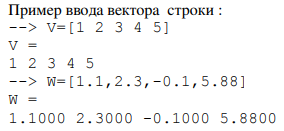 Пример ввода вектора строки :
--> V=[1 2 3 4 5]
V =
1 2 3 4 5
--> W=[1.1,2.3,-0.1,5.88]
W =
1.1000 2.3000 -0.1000 5.8800